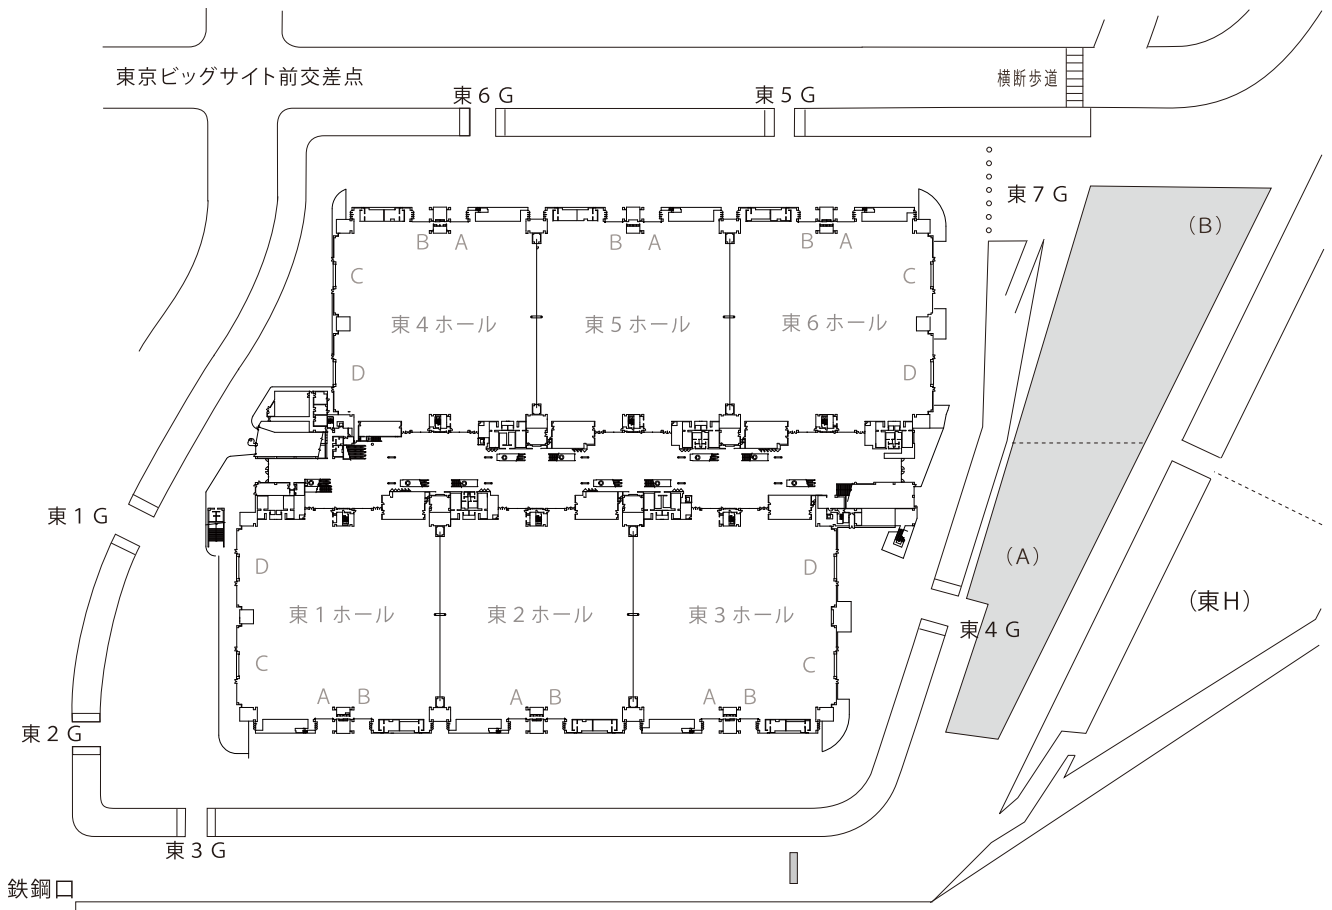 東京ビッグサイト前交差点
横断歩道
東６Ｇ
東５Ｇ
東７Ｇ
（B）
B A
B A
B A
C
C
東４ホール
東５ホール
東６ホール
D
D
東１Ｇ
（A）
D
D
東１ホール
東２ホール
東３ホール
（東H）
東４Ｇ
C
C
A B
A B
A B
東２Ｇ
東３Ｇ
鉄鋼口